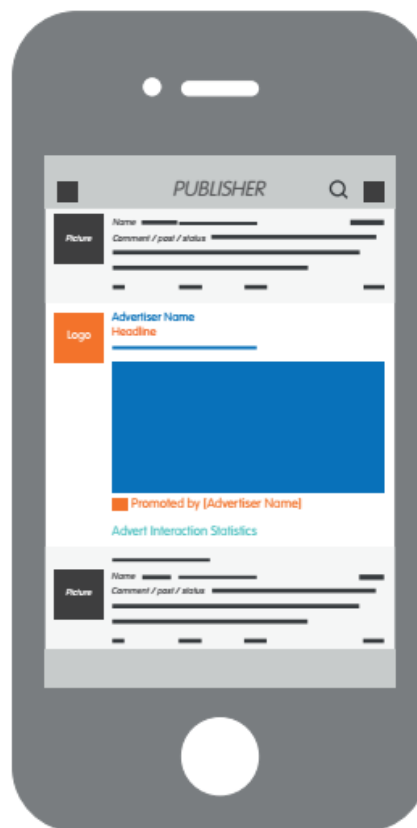 PUBLISHER
Picture
Name
Comment / post / status
Logo
Advertiser Name
Headline
Promoted by [Advertiser Name]
Advert Interaction Statistics
Picture
Name
Comment / post / status